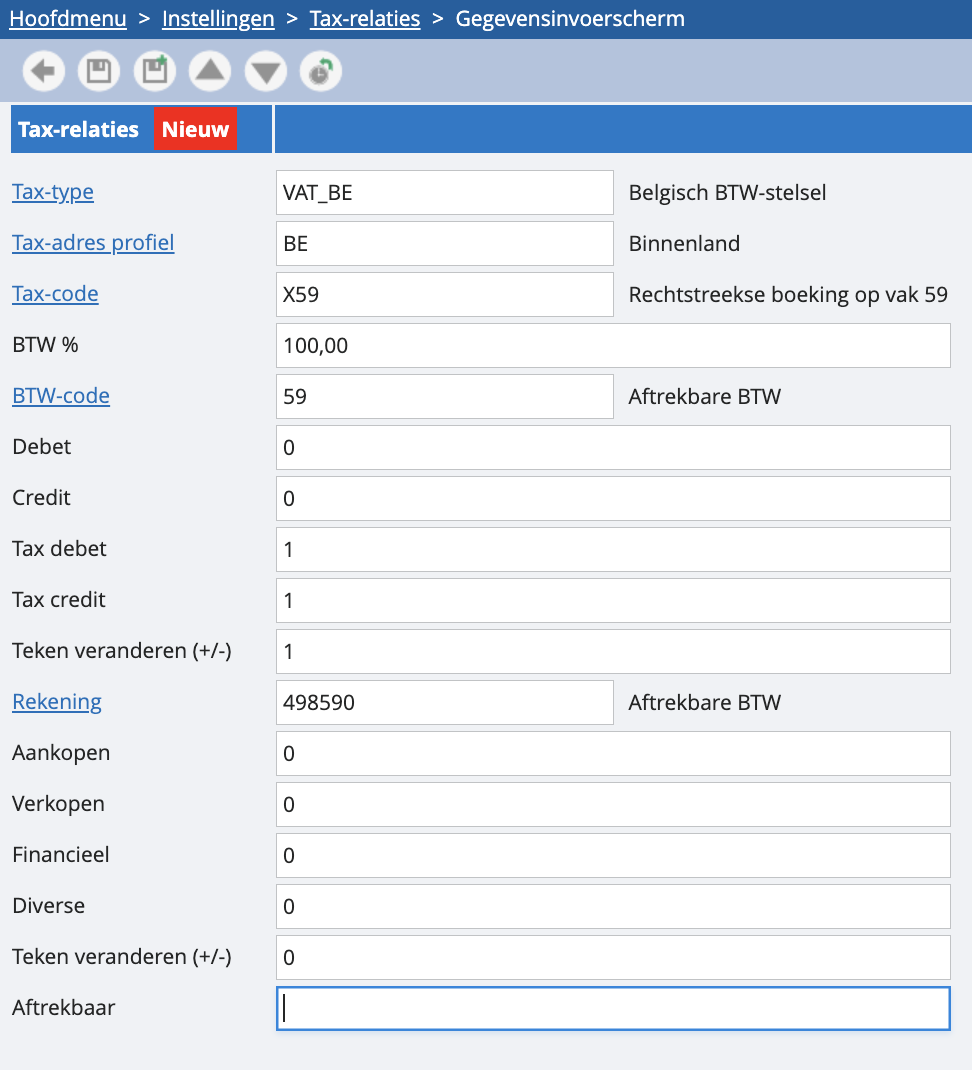 Hoofdmenu > Instellingen > Tax-relaties > Gegevensinvoerscherm
Tax-relaties Nieuw
Tax-type VAT_BE Belgisch BTW-stelsel
Tax-adres profiel BE Binnenland
Tax-code X59 Rechtstreekse boeking op vak 59
BTW % 100,00
BTW-code 59 Aftrekbare BTW
Debet 0
Credit 0
Tax debet 1
Tax credit 1
Teken veranderen (+/-) 1
Rekening 498590 Aftrekbare BTW
Aankopen 0
Verkopen 0
Financieel 0
Diverse 0
Teken veranderen (+/-) 0
Aftrekbaar